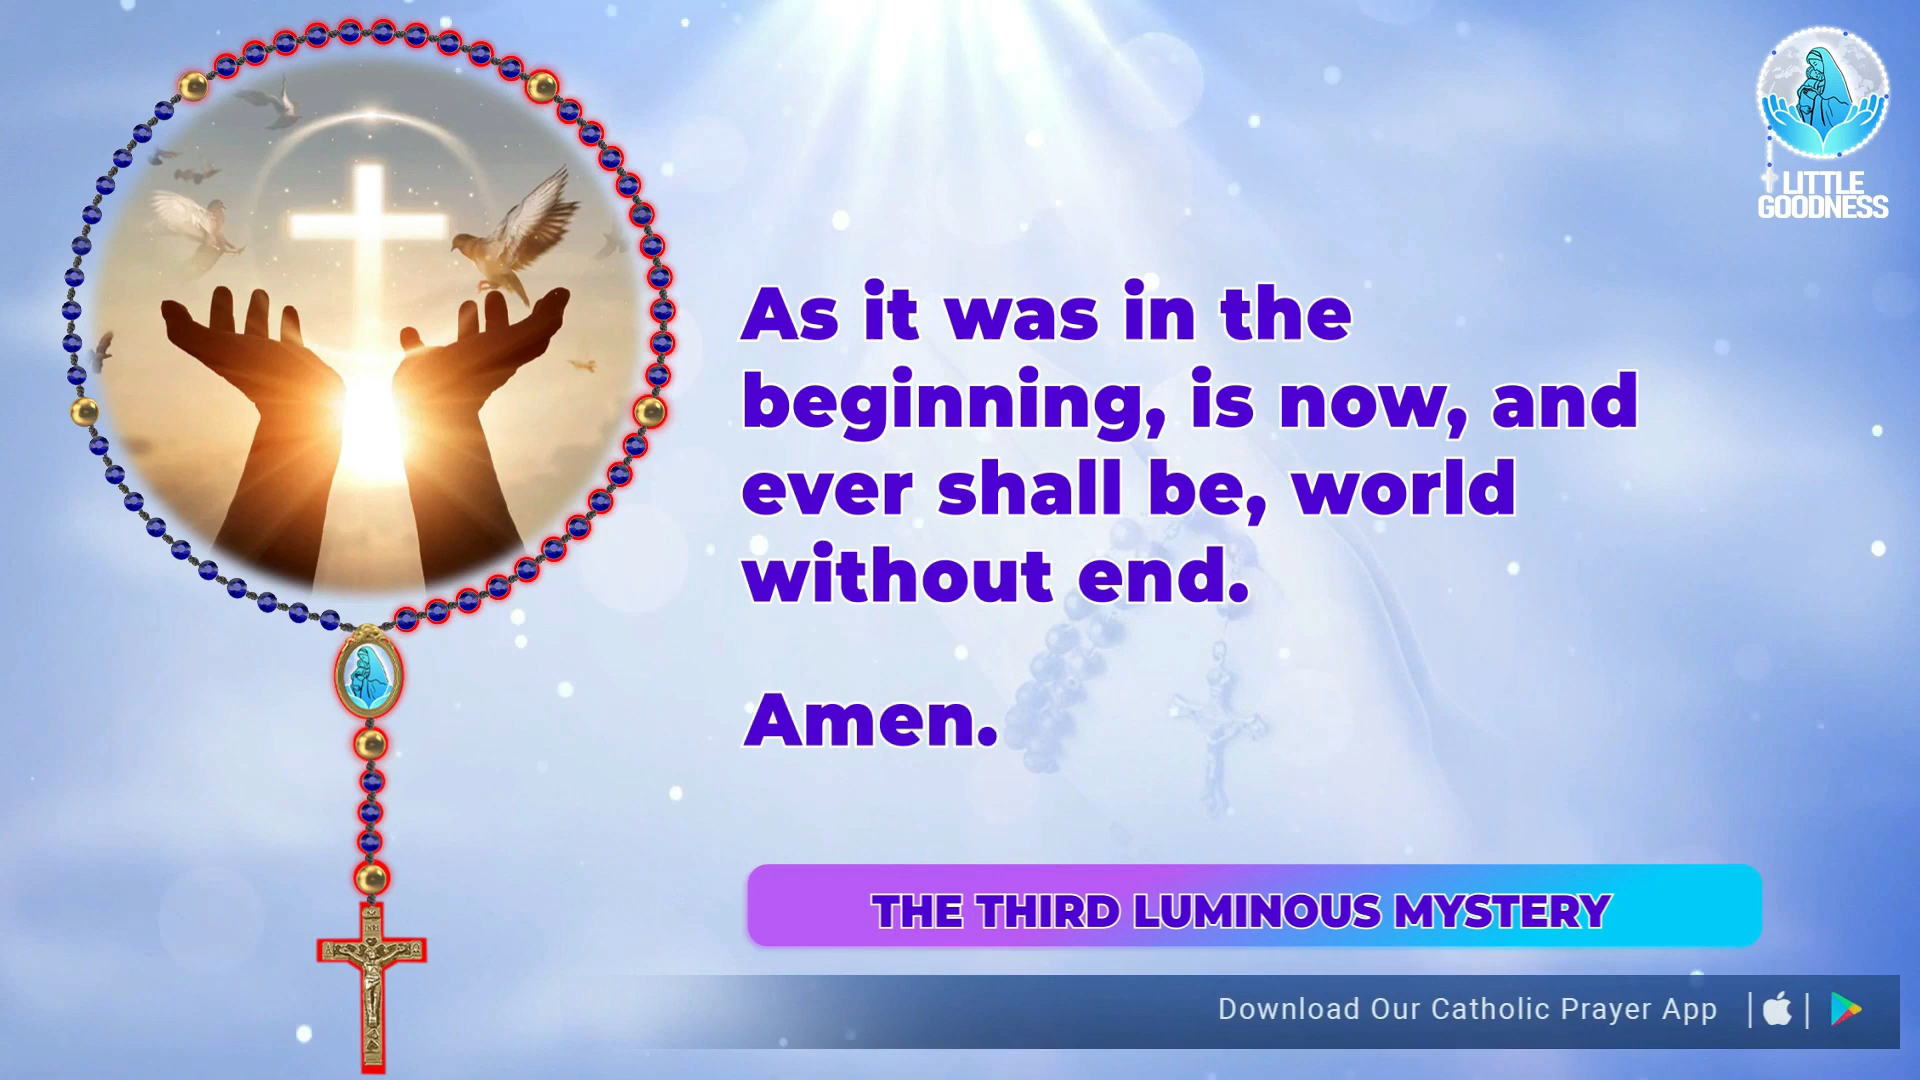 LITTLE
GOODNESS
As it was in the
beginning, is now, and
ever shall be, world
without end.
Amen.
THE THIRD LUMINOUS MYSTERY
INRI
Download Our Catholic Prayer App